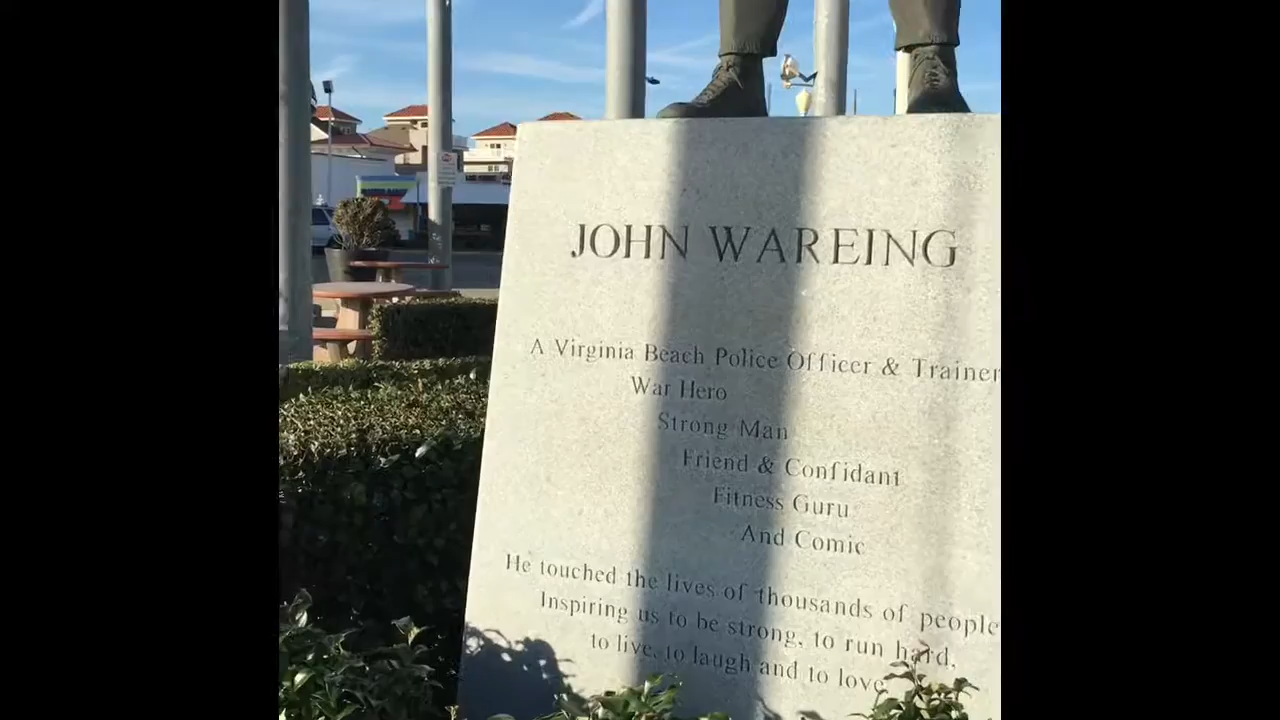 JOHN WAREING
A Virginia Beach Police Officer & Trainer
War Hero
Strong Man
Friend & Confidant
Fitness Guru
And Comic
He touched the lives of thousands of people
Inspiring us to be strong, to run hard,
to live, to laugh and to love